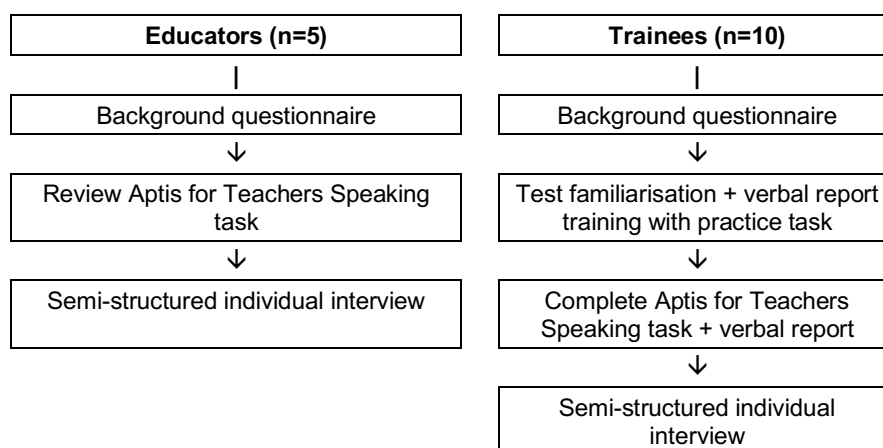 Educators (n=5)
Background questionnaire
Review Aptis for Teachers Speaking
task
Semi-structured individual interview
Trainees (n=10)
Background questionnaire
Test familiarisation + verbal report
training with practice task
Complete Aptis for Teachers
Speaking task + verbal report
Semi-structured individual
interview